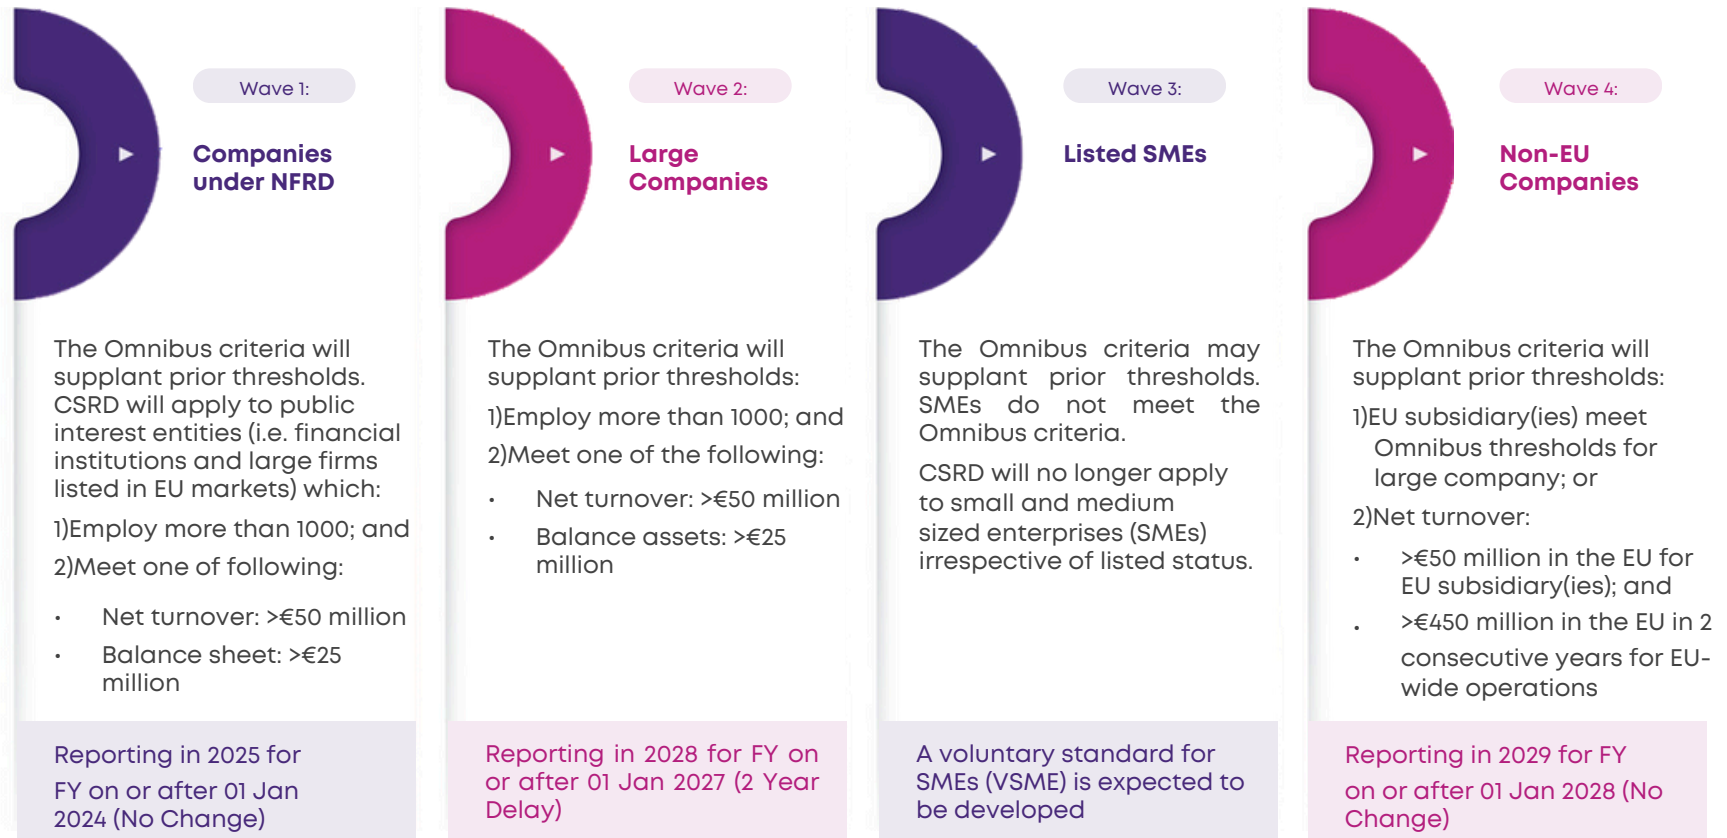 Wave 1:
Companies
under NFRD
The Omnibus criteria will
supplant prior thresholds.
CSRD will apply to public
interest entities (i.e. financial
institutions and large firms
listed in EU markets) which:
1)Employ more than 1000; and
2)Meet one of following:
• Net turnover: >€50 million
• Balance sheet: >€25
million
Reporting in 2025 for
FY on or after 01 Jan
2024 (No Change)
Wave 2:
Large
Companies
The Omnibus criteria will
supplant prior thresholds:
1)Employ more than 1000; and
2)Meet one of the following:
• Net turnover: >€50 million
• Balance assets: >€25
million
Reporting in 2028 for FY on
or after 01 Jan 2027 (2 Year
Delay)
Wave 3:
Listed SMEs
The Omnibus criteria may
supplant prior thresholds.
SMEs do not meet the
Omnibus criteria.
CSRD will no longer apply
to small and medium
sized enterprises (SMEs)
irrespective of listed status.
A voluntary standard for
SMEs (VSME) is expected to
be developed
Wave 4:
Non-EU
Companies
The Omnibus criteria will
supplant prior thresholds:
1)EU subsidiary(ies) meet
Omnibus thresholds for
large company; or
2)Net turnover:
• >€50 million in the EU for
EU subsidiary(ies); and
• >€450 million in the EU in 2
consecutive years for EU-
wide operations
Reporting in 2029 for FY
on or after 01 Jan 2028 (No
Change)